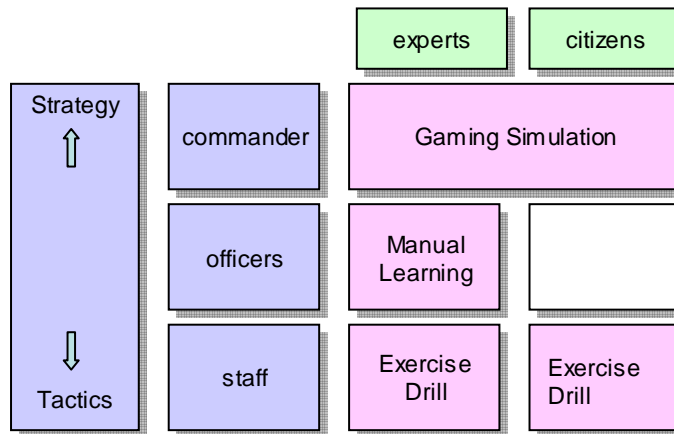 experts
citizens
Strategy
commander
Gaming Simulation
officers
Manual
Learning
Tactics
staff
Exercise
Drill
Exercise
Drill